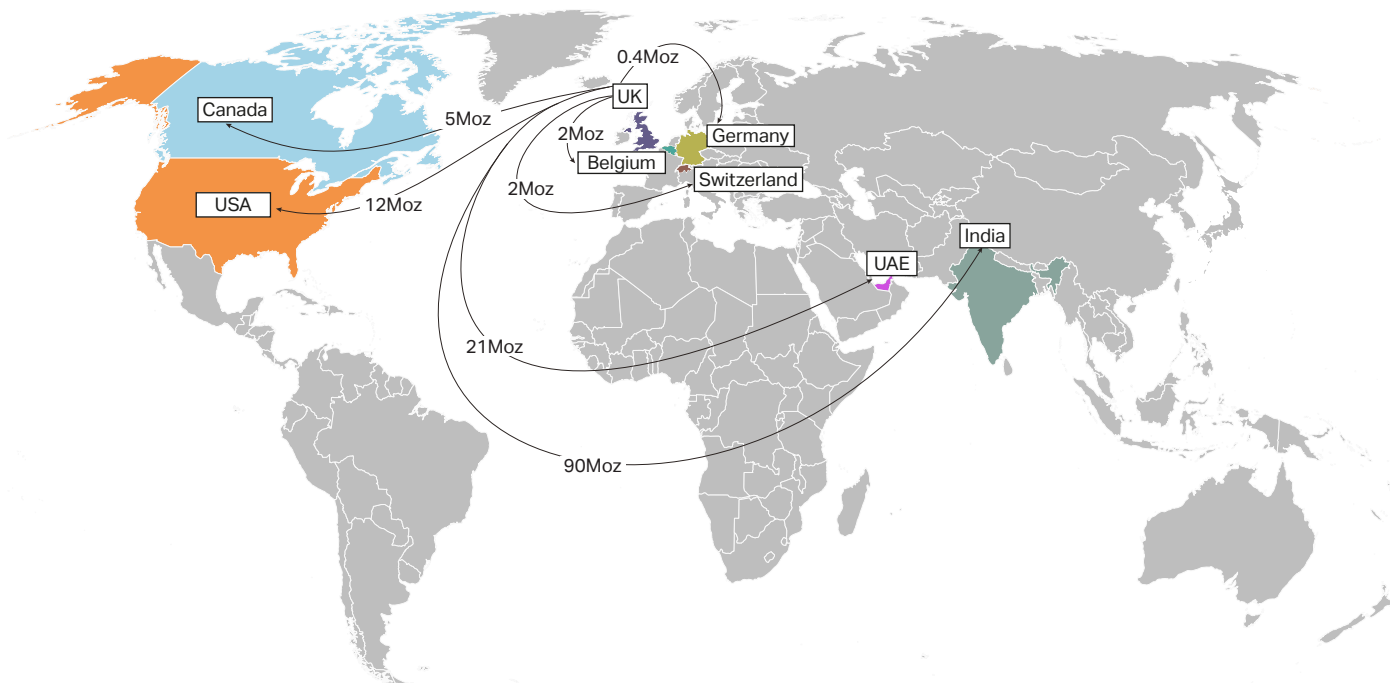 0.4Moz
UK
Canada
5Moz
2Moz
Germany
Belgium
Switzerland
2Moz
USA
12Moz
India
UAE
21Moz
90Moz